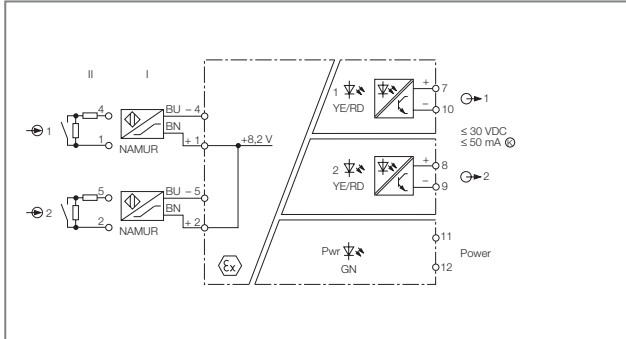 II I
1 YE/RD + 7
– 10
1
≤ 30 VDC
≤ 50 mA K
1 4 BU – 4
BN
1 NAMUR + 1 +8,2 V
2 YE/RD + 8
– 9
2
2 5 BU – 5
BN
2 NAMUR + 2
Ex
Pwr
GN
11
12
Power